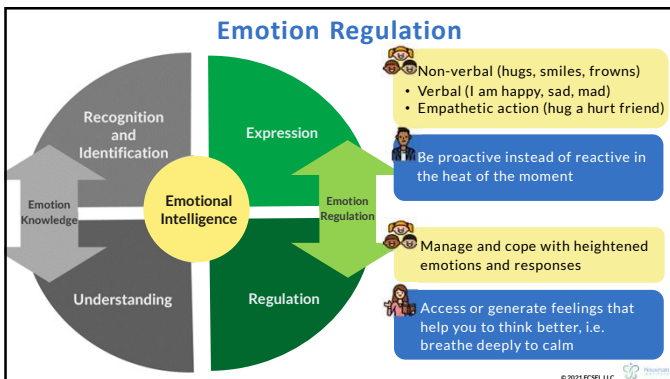 Emotion Regulation
Recognition
and
Identification
Expression
Emotion
Knowledge
Emotional
Intelligence
Emotion
Regulation
Understanding
Regulation
• Non-verbal (hugs, smiles, frowns)
• Verbal (I am happy, sad, mad)
• Empathetic action (hug a hurt friend)
Be proactive instead of reactive in
the heat of the moment
Manage and cope with heightened
emotions and responses
Access or generate feelings that
help you to think better, i.e.
breathe deeply to calm
© 2021 ECSEL LLC